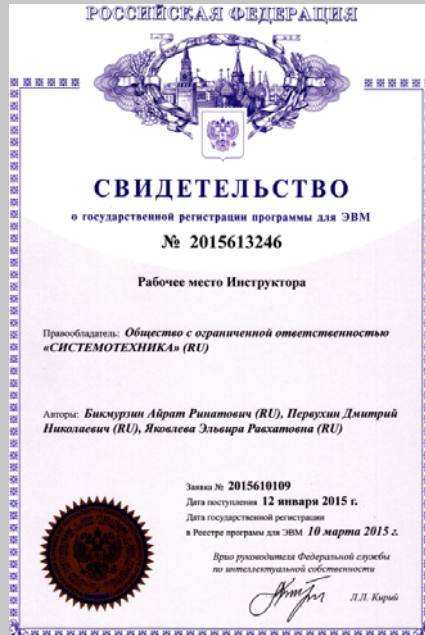 РОССИЙСКАЯ ФЕДЕРАЦИЯ
СВИДЕТЕЛЬСТВО
о государственной регистрации программы для ЭВМ
№ 2015613246
Рабочее место Инструктора
Правообладатель: Общество с ограниченной ответственностью
«СИСТЕМОТЕХНИКА» (RU)
Авторы: Бикмурзин Айрат Ринатович (RU), Первухин Дмитрий
Николаевич (RU), Яковлева Эльвира Равхатовна (RU)
Заявка № 2015610109
Дата поступления 12 января 2015 г.
Дата государственной регистрации
в Реестре программ для ЭВМ 10 марта 2015 г.
Врио руководителя Федеральной службы
по интеллектуальной собственности
Л.Л. Кирий